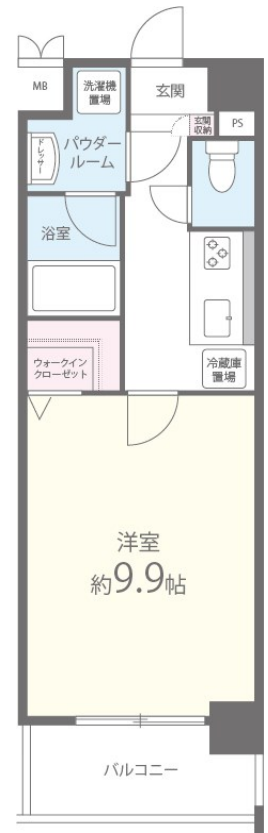 MB
洗濯機
置場
玄関
玄関
収納
PS
ドレッサー
パウダー
ルーム
浴室
ウォークイン
クローゼット
冷蔵庫
置場
洋室
約9.9帖
バルコニー